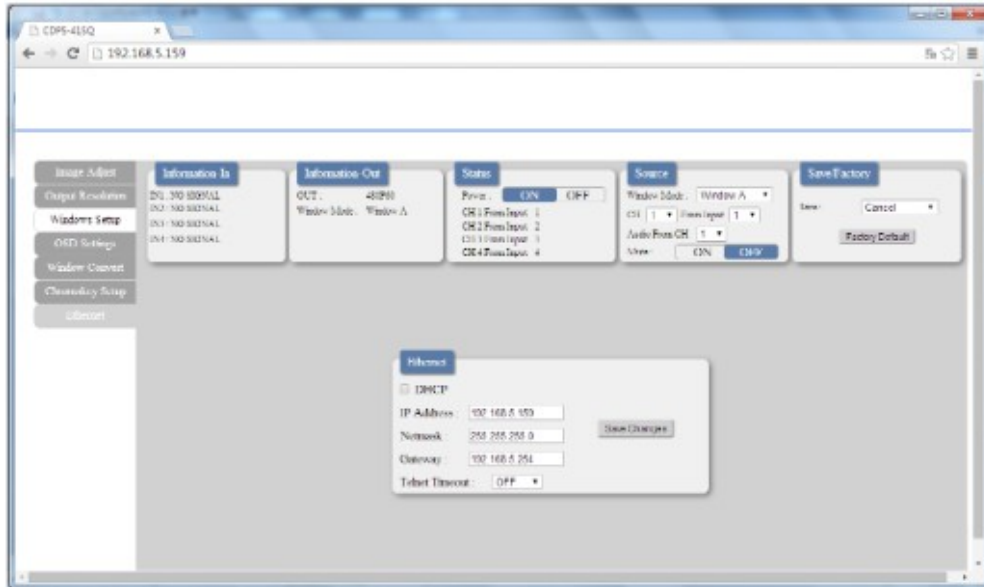 CDPS-41SQ
192.168.5.159
Image Adjust
Output Resolution
Windows Setup
OSD Settings
Window Convert
Chromakey Setup
Ethernet
Information-In
IN1 : NO SIGNAL
IN2 : NO SIGNAL
IN3 : NO SIGNAL
IN4 : NO SIGNAL
Information-Out
OUT : 480P60
Window Mode : Window A
Status
Power : ON OFF
CH 1 From Input 1
CH 2 From Input 2
CH 3 From Input 3
CH 4 From Input 4
Source
Window Mode : Window A
CH 1 From Input 1
Audio From CH 1
Mute : ON OFF
Save/Factory
Save : Cancel
Factory Default
Ethernet
DHCP
IP Address : 192.168.5.159
Netmask : 255.255.255.0
Gateway : 192.168.5.254
Telnet Timeout : OFF
Save Changes